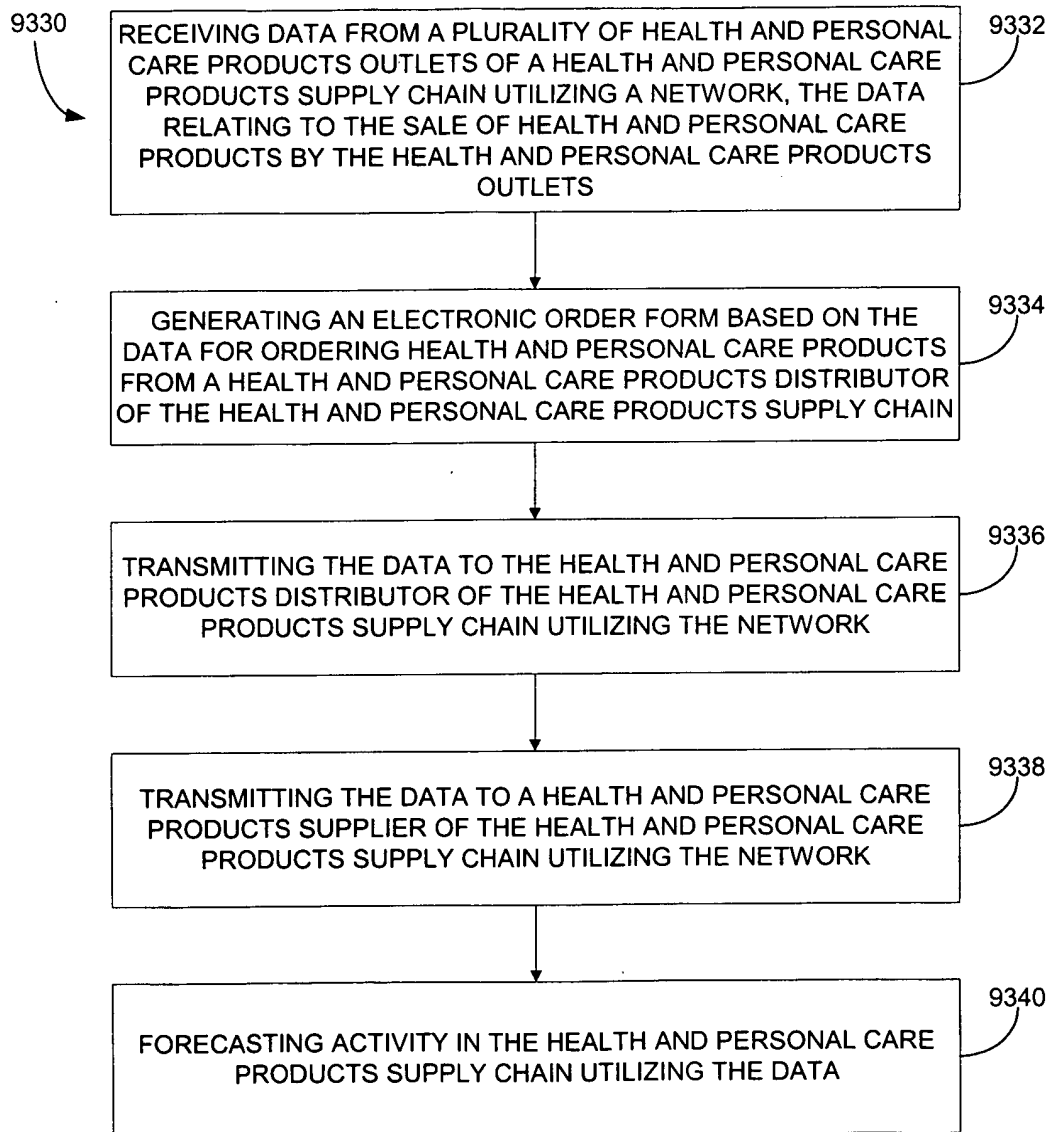 9330
RECEIVING DATA FROM A PLURALITY OF HEALTH AND PERSONAL
CARE PRODUCTS OUTLETS OF A HEALTH AND PERSONAL CARE
PRODUCTS SUPPLY CHAIN UTILIZING A NETWORK, THE DATA
RELATING TO THE SALE OF HEALTH AND PERSONAL CARE
PRODUCTS BY THE HEALTH AND PERSONAL CARE PRODUCTS
OUTLETS
9332
GENERATING AN ELECTRONIC ORDER FORM BASED ON THE
DATA FOR ORDERING HEALTH AND PERSONAL CARE PRODUCTS
FROM A HEALTH AND PERSONAL CARE PRODUCTS DISTRIBUTOR
OF THE HEALTH AND PERSONAL CARE PRODUCTS SUPPLY CHAIN
9334
TRANSMITTING THE DATA TO THE HEALTH AND PERSONAL CARE
PRODUCTS DISTRIBUTOR OF THE HEALTH AND PERSONAL CARE
PRODUCTS SUPPLY CHAIN UTILIZING THE NETWORK
9336
TRANSMITTING THE DATA TO A HEALTH AND PERSONAL CARE
PRODUCTS SUPPLIER OF THE HEALTH AND PERSONAL CARE
PRODUCTS SUPPLY CHAIN UTILIZING THE NETWORK
9338
FORECASTING ACTIVITY IN THE HEALTH AND PERSONAL CARE
PRODUCTS SUPPLY CHAIN UTILIZING THE DATA
9340